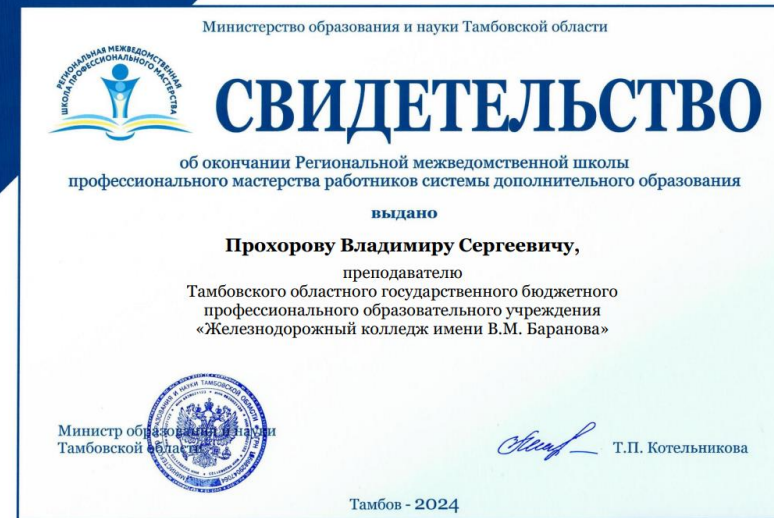 Министерство образования и науки Тамбовской области
РЕГИОНАЛЬНАЯ МЕЖВЕДОМСТВЕННАЯ
ШКОЛА ПРОФЕССИОНАЛЬНОГО МАСТЕРСТВА
СВИДЕТЕЛЬСТВО
об окончании Региональной межведомственной школы
профессионального мастерства работников системы дополнительного образования
выдано
Прохорову Владимиру Сергеевичу,
преподавателю
Тамбовского областного государственного бюджетного
профессионального образовательного учреждения
«Железнодорожный колледж имени В.М. Баранова»
Министр образования и науки
Тамбовской области
Т.П. Котельникова
Тамбов - 2024